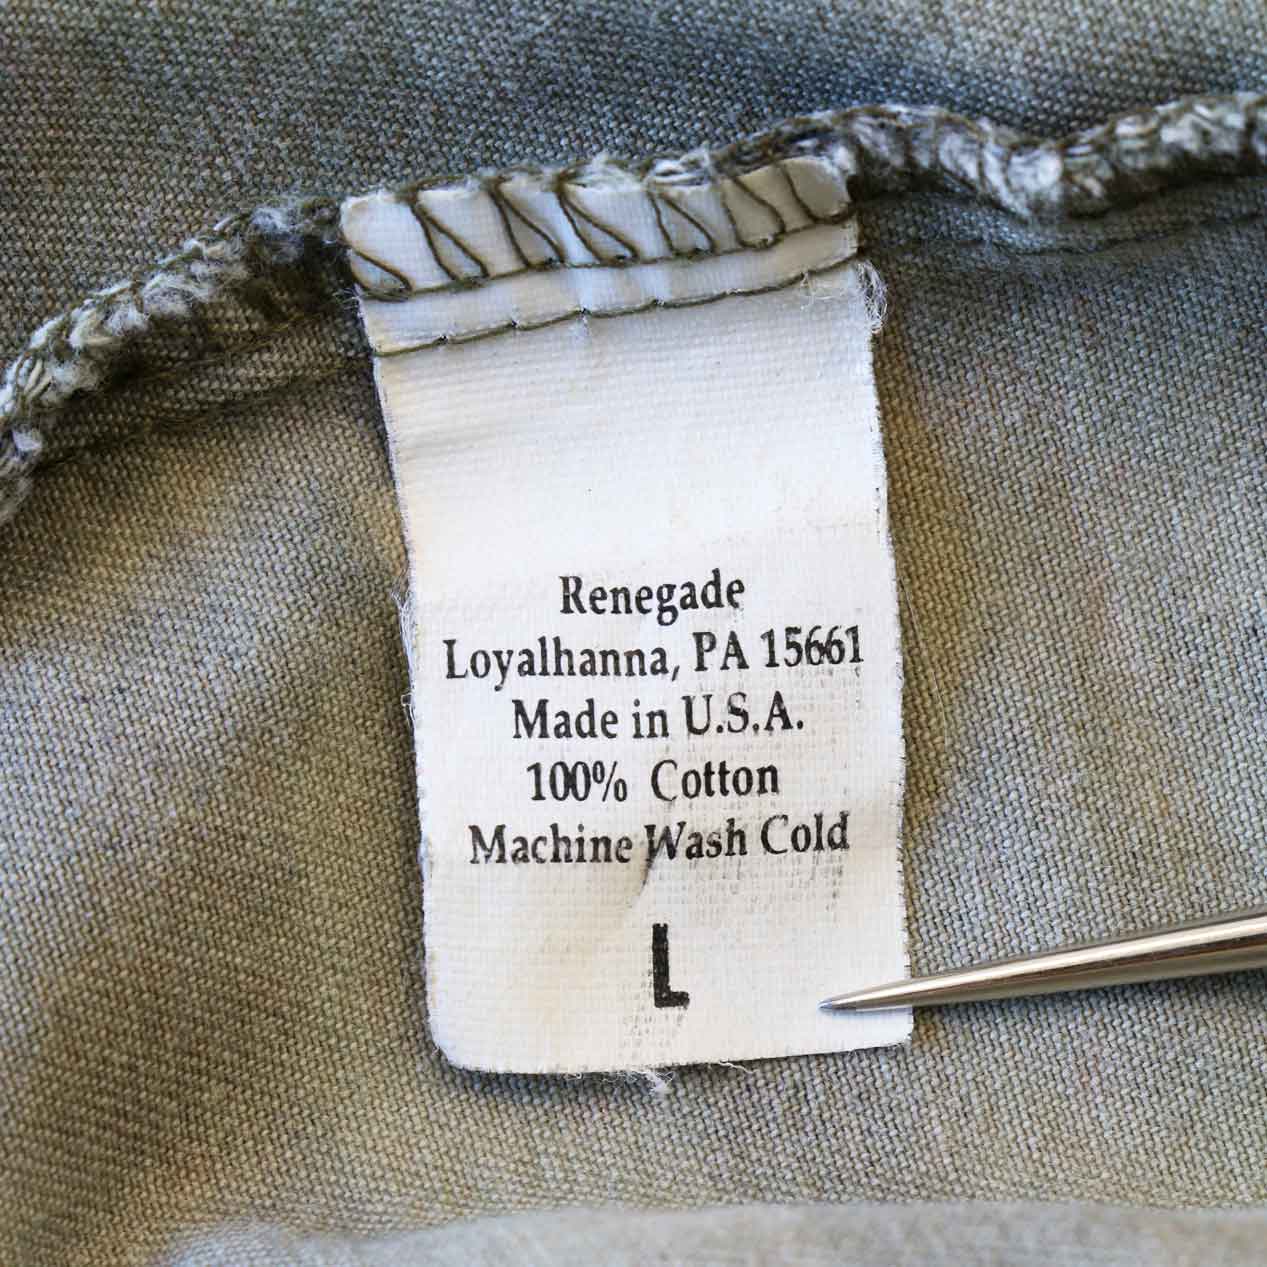 Renegade
Loyalhanna, PA 15661
Made in U.S.A.
100% Cotton
Machine Wash Cold
L